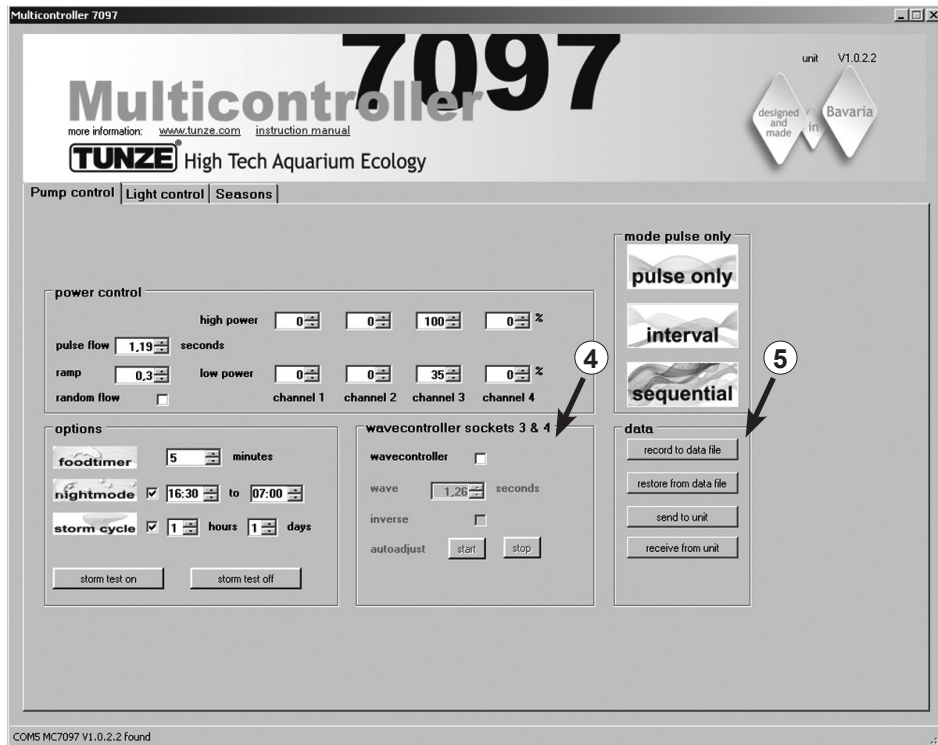 Multicontroller 7097
7097
unit V1.0.2.2
Multicontroller
more information: www.tunze.com instruction manual
designed and made in Bavaria
TUNZE® High Tech Aquarium Ecology
Pump control Light control Seasons
mode pulse only
pulse only
interval
sequential
power control
high power 0 0 100 0 %
pulse flow 1,19 seconds
ramp 0,3 low power 0 0 35 0 %
random flow channel 1 channel 2 channel 3 channel 4
4
5
options
foodtimer 5 minutes
nightmode 16:30 to 07:00
storm cycle 1 hours 1 days
storm test on storm test off
wavecontroller sockets 3 & 4
wavecontroller
wave 1,26 seconds
inverse
autoadjust start stop
data
record to data file
restore from data file
send to unit
receive from unit
COM5 MC7097 V1.0.2.2 found